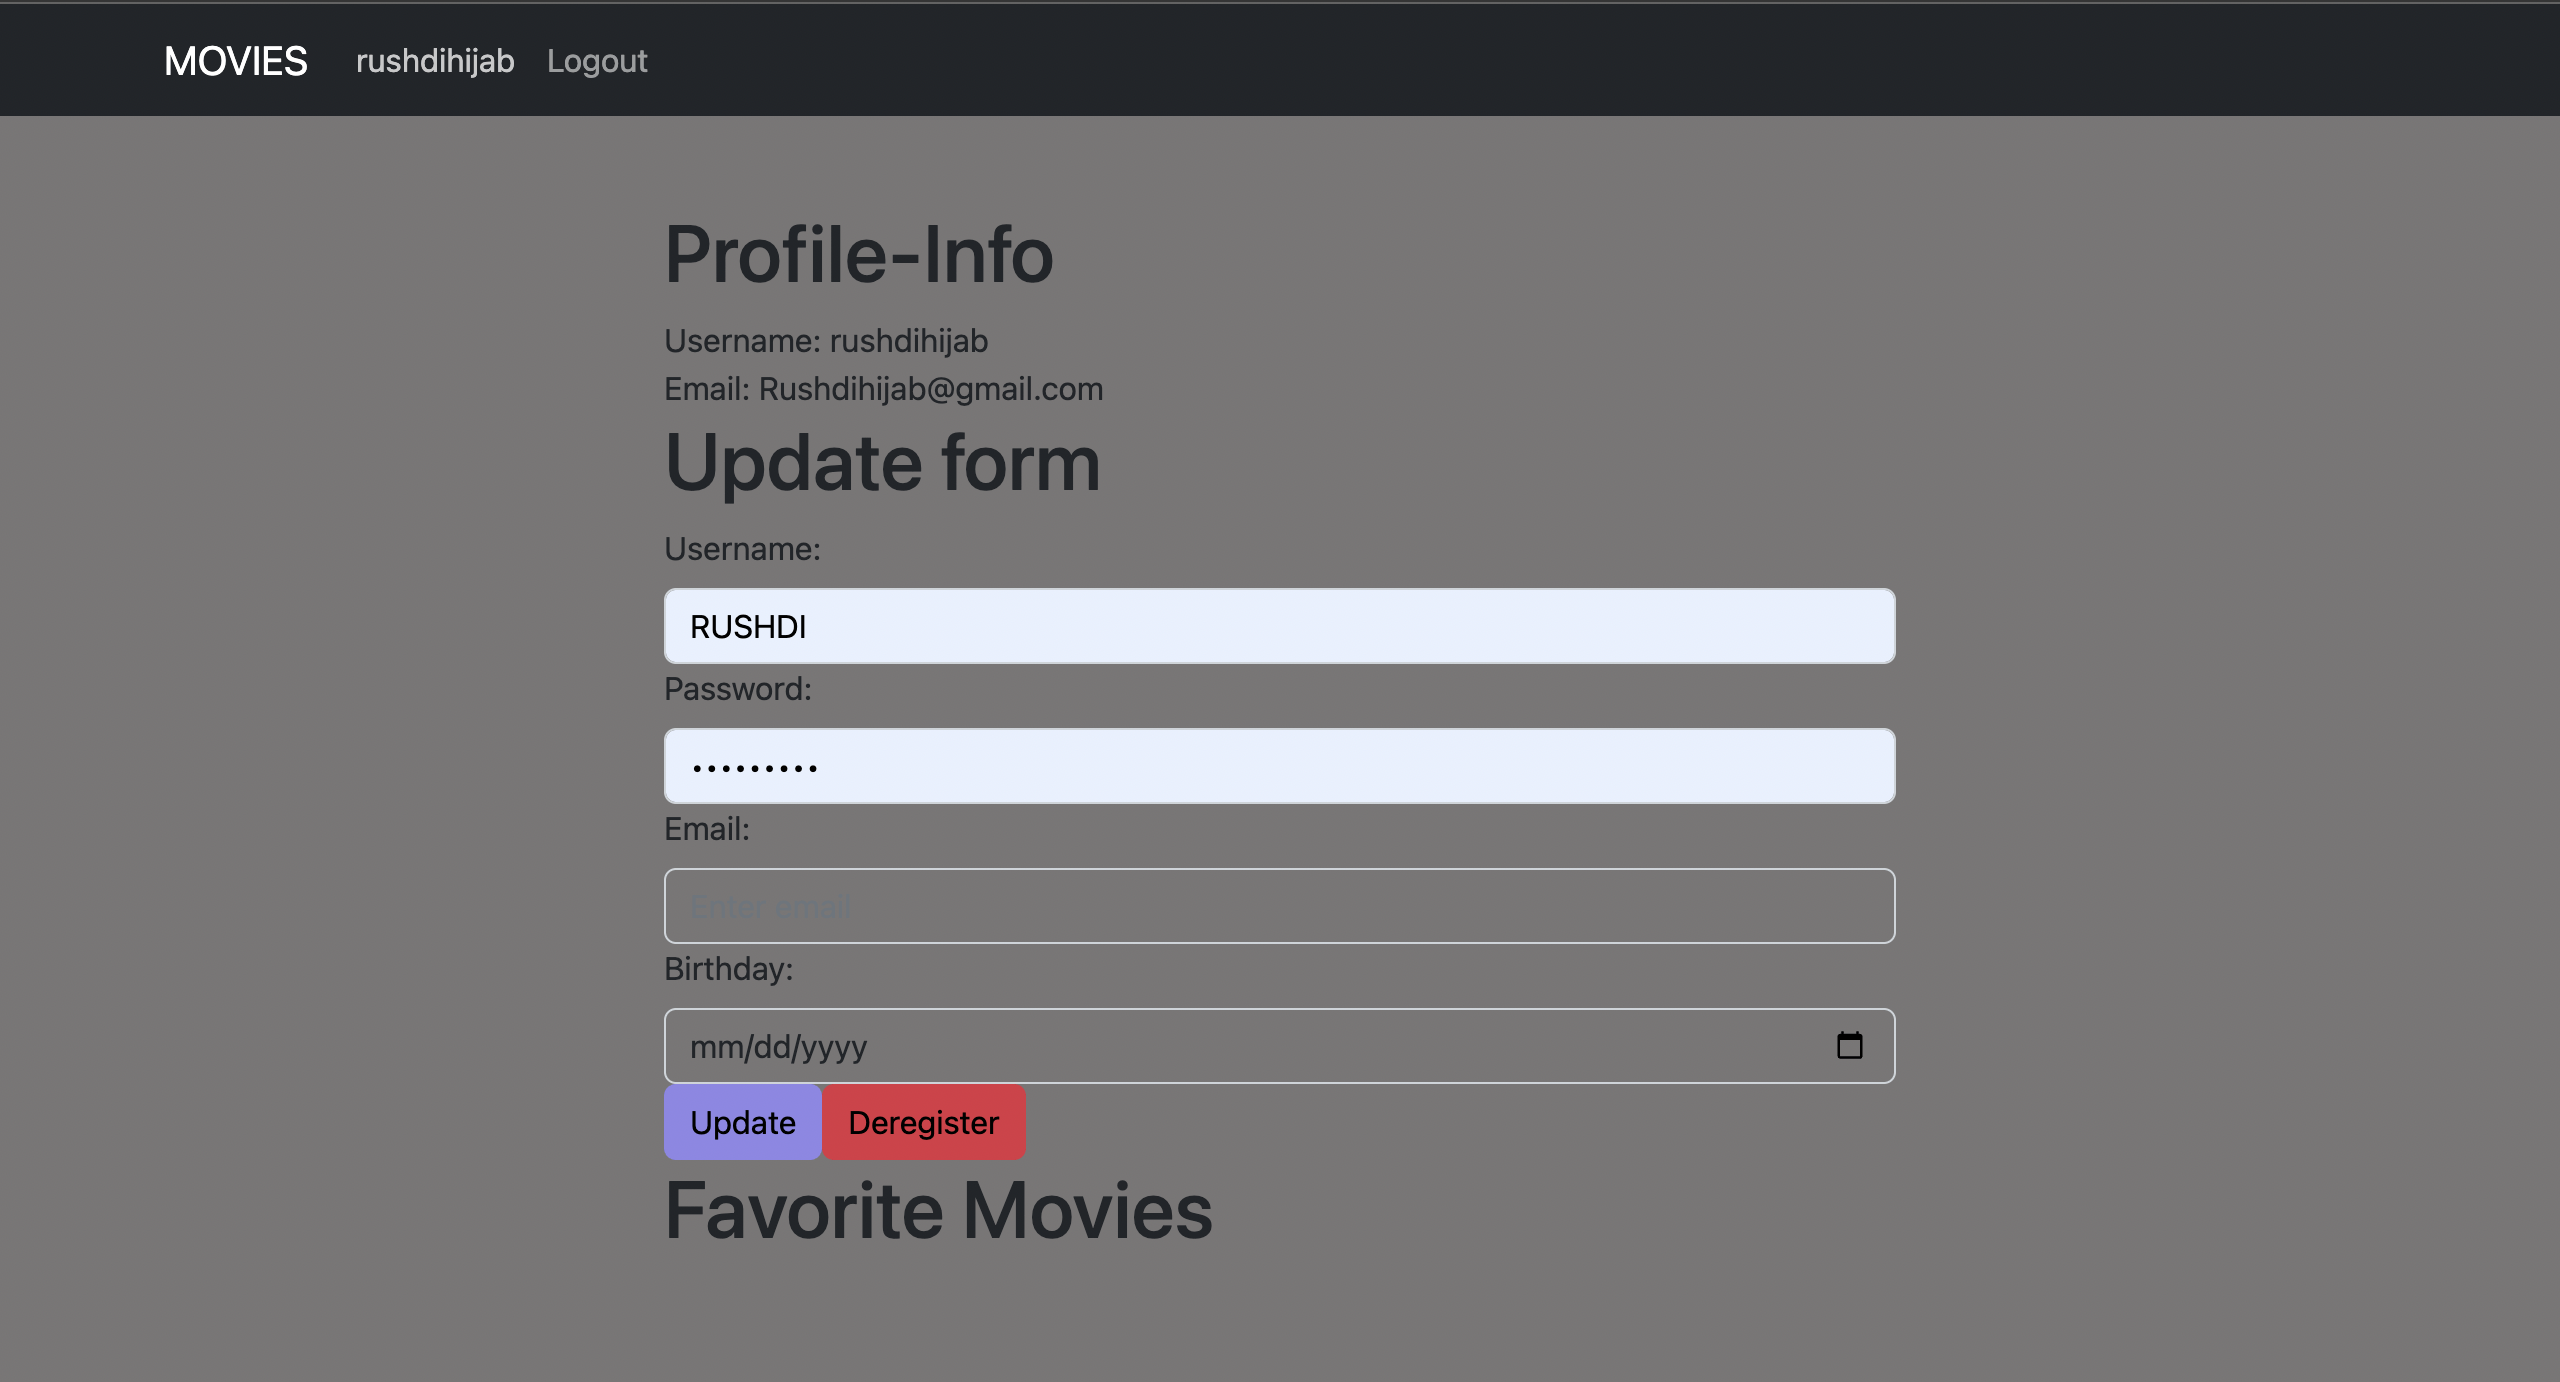 MOVIES rushdihijab Logout
Profile-Info
Username: rushdihijab
Email: Rushdihijab@gmail.com
Update form
Username:
RUSHDI
Password:
•••••••••
Email:
Enter email
Birthday:
mm/dd/yyyy
Update Deregister
Favorite Movies